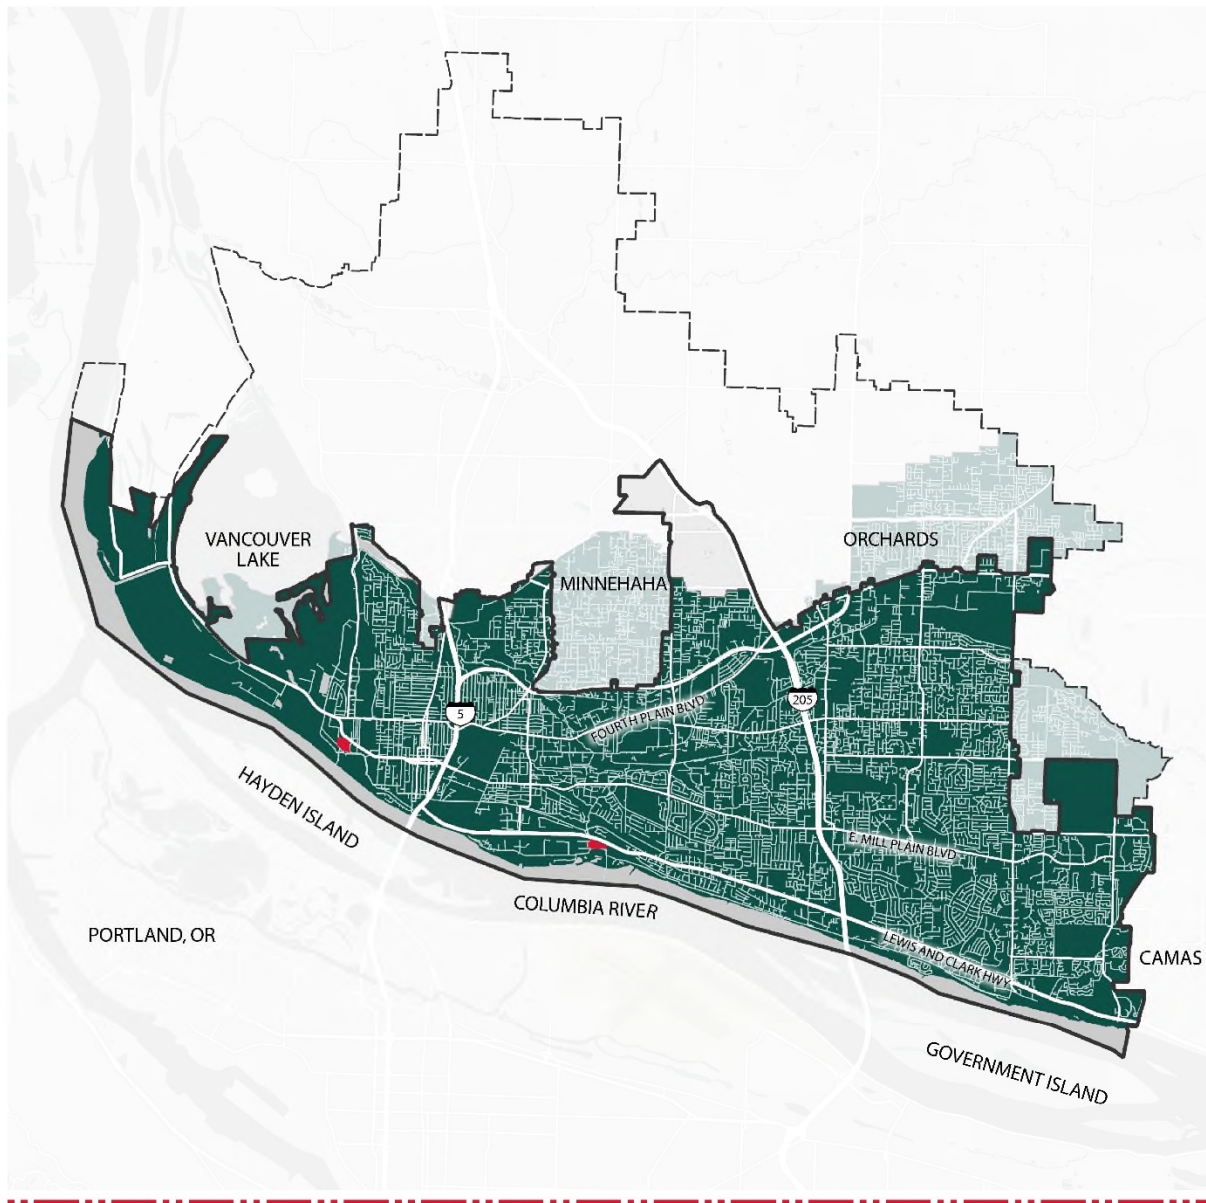 VANCOUVER
LAKE
ORCHARDS
MINNEHAHA
205
5
FOURTH PLAIN BLVD
HAYDEN ISLAND
E. MILL PLAIN BLVD
COLUMBIA RIVER
PORTLAND, OR
LEWIS AND CLARK HWY
CAMAS
GOVERNMENT ISLAND